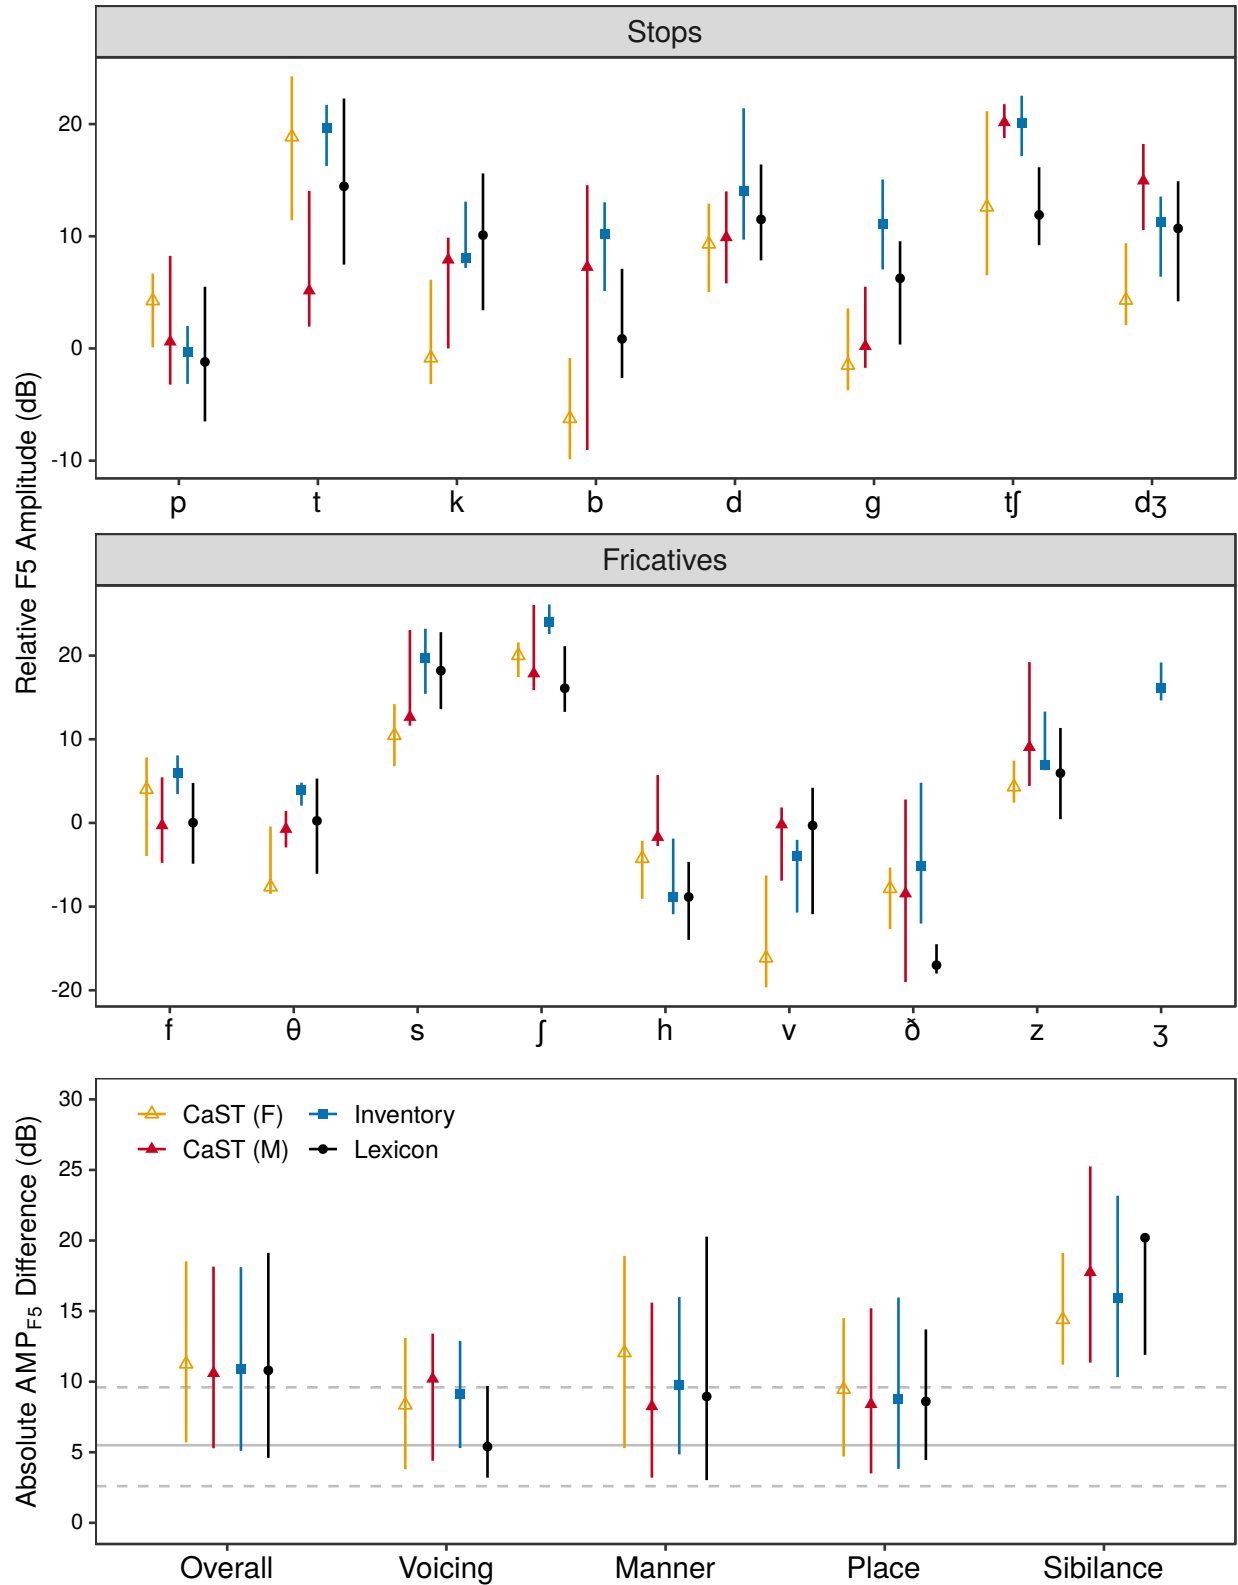 Stops
Relative F5 Amplitude (dB)
20
10
0
-10
p t k b d g tʃ dʒ
Fricatives
20
10
0
-10
-20
f θ s ʃ h v ð z ʒ
Absolute AMP_F5 Difference (dB)
30
25
20
15
10
5
0
CaST (F) Inventory
CaST (M) Lexicon
Overall Voicing Manner Place Sibilance